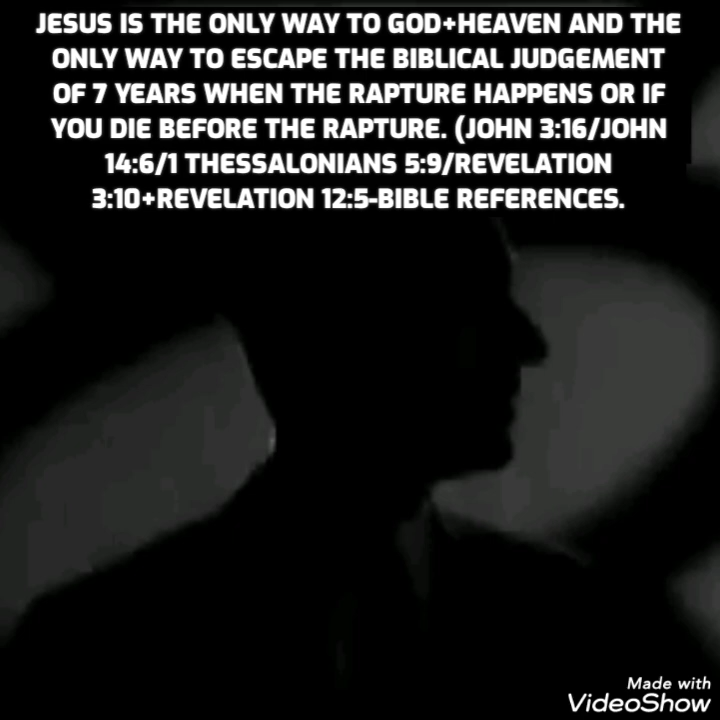 JESUS IS THE ONLY WAY TO GOD+HEAVEN AND THE
ONLY WAY TO ESCAPE THE BIBLICAL JUDGEMENT
OF 7 YEARS WHEN THE RAPTURE HAPPENS OR IF
YOU DIE BEFORE THE RAPTURE. (JOHN 3:16/JOHN
14:6/1 THESSALONIANS 5:9/REVELATION
3:10+REVELATION 12:5-BIBLE REFERENCES.
Made with
VideoShow